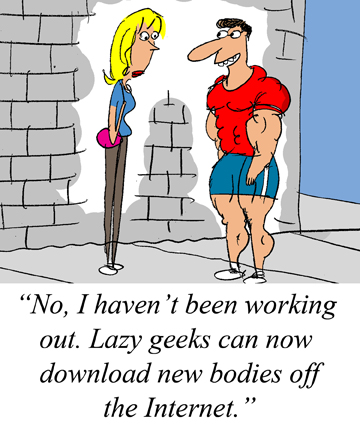 “No, I haven’t been working
out. Lazy geeks can now
download new bodies off
the Internet.”